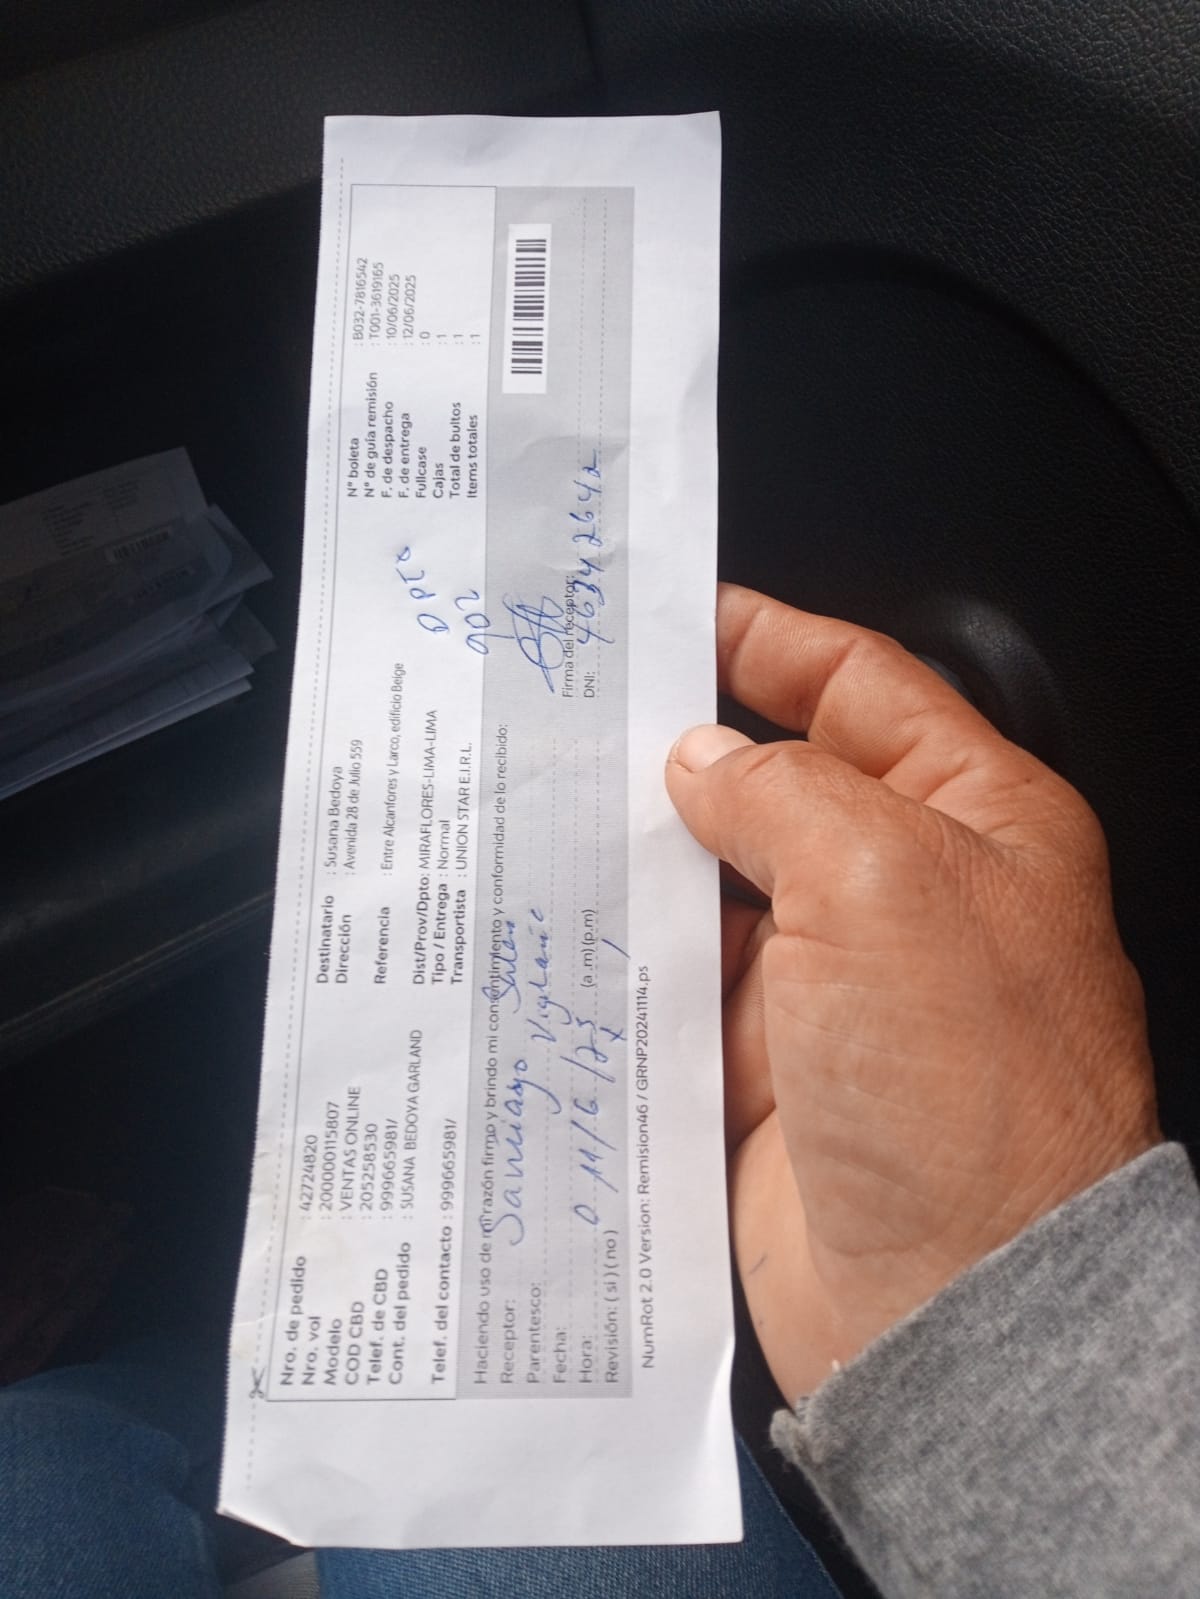 Nro. de pedido : 42724820
Nro. vol : 200000115807
Modelo : VENTAS ONLINE
COD CBD : 205258530
Telef. de CBD : 999665981/
Cont. del pedido : SUSANA BEDOYA GARLAND
Telef. del contacto : 999665981/
Destinatario : Susana Bedoya
Dirección : Avenida 28 de Julio 559
Referencia : Entre Alcanfores y Larco, edificio Beige
Dist/Prov/Dpto: MIRAFLORES-LIMA-LIMA
Tipo / Entrega : Normal
Transportista : UNION STAR E.I.R.L.
DPTO
902
N° boleta : B032-7816542
N° de guía remisión : T001-3619165
F. de despacho : 10/06/2025
F. de entrega : 12/06/2025
Fullcase : 0
Cajas : 1
Total de bultos : 1
Items totales : 1
Haciendo uso de mi razón firmo y brindo mi consentimiento y conformidad de lo recibido:
Receptor: Santiago
Parentesco:
Fecha: 11/6/25
Hora: (a.m)(p.m)
Revisión: ( si ) ( no )
Firma del receptor:
DNI: 46342642
NumRot 2.0 Version: Remision46 / GRNP20241114.ps